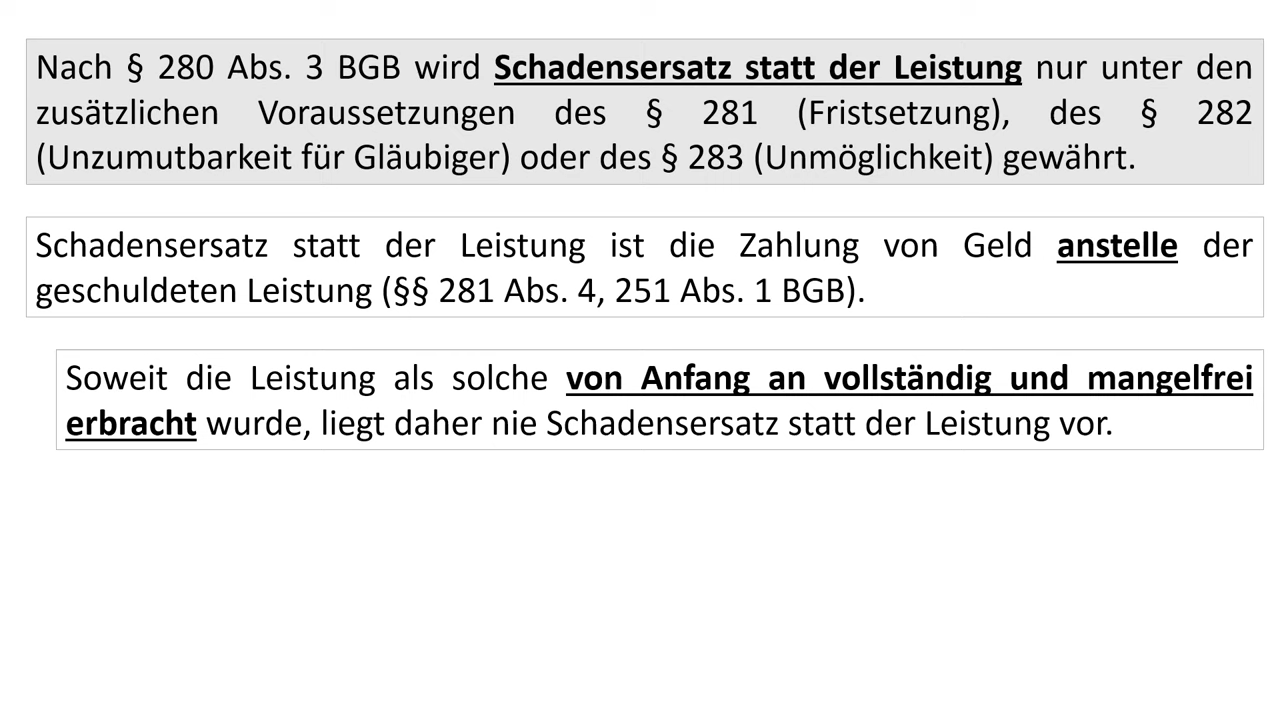 Nach § 280 Abs. 3 BGB wird Schadensersatz statt der Leistung nur unter den
zusätzlichen Voraussetzungen des § 281 (Fristsetzung), des § 282
(Unzumutbarkeit für Gläubiger) oder des § 283 (Unmöglichkeit) gewährt.
Schadensersatz statt der Leistung ist die Zahlung von Geld anstelle der
geschuldeten Leistung (§§ 281 Abs. 4, 251 Abs. 1 BGB).
Soweit die Leistung als solche von Anfang an vollständig und mangelfrei
erbracht wurde, liegt daher nie Schadensersatz statt der Leistung vor.